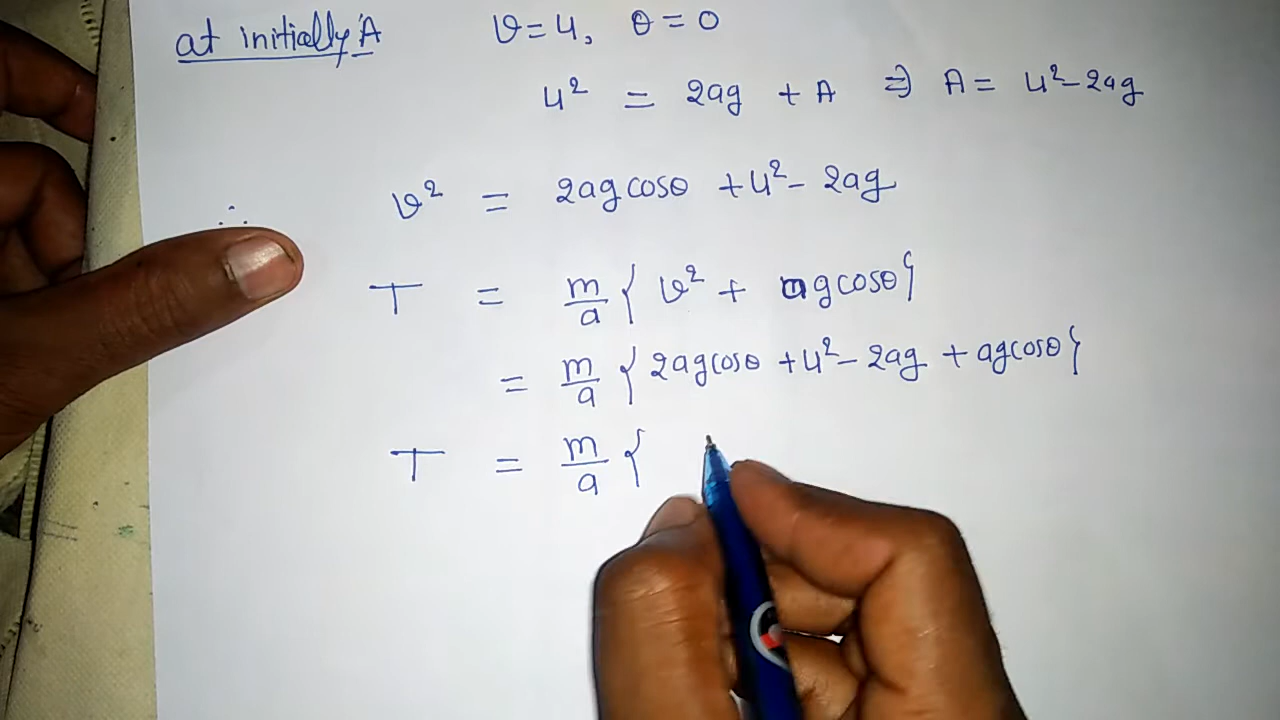 at initially 'A' v = u, θ = 0
u² = 2ag + A ⇒ A = u² - 2ag
∴ v² = 2ag cosθ + u² - 2ag
T = m/a { v² + ag cosθ }
= m/a { 2ag cosθ + u² - 2ag + ag cosθ }
T = m/a {